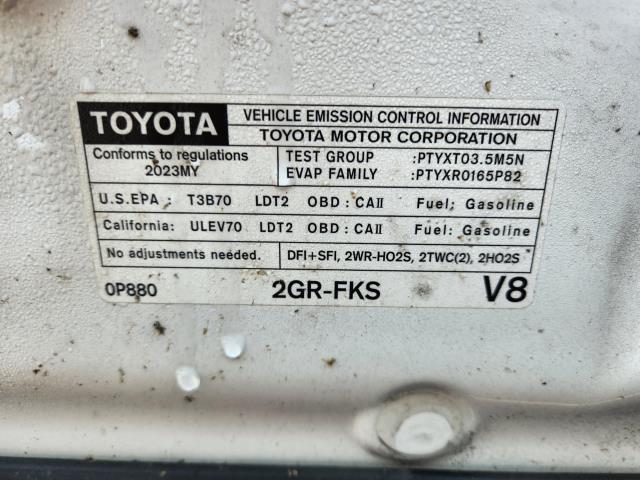 TOYOTA
VEHICLE EMISSION CONTROL INFORMATION
TOYOTA MOTOR CORPORATION
Conforms to regulations
2023MY
TEST GROUP :PTYXT03.5M5N
EVAP FAMILY :PTYXR0165P82
U.S.EPA : T3B70 LDT2 OBD : CAII Fuel; Gasoline
California: ULEV70 LDT2 OBD : CAII Fuel; Gasoline
No adjustments needed. DFI+SFI, 2WR-HO2S, 2TWC(2), 2HO2S
0P880 2GR-FKS V8